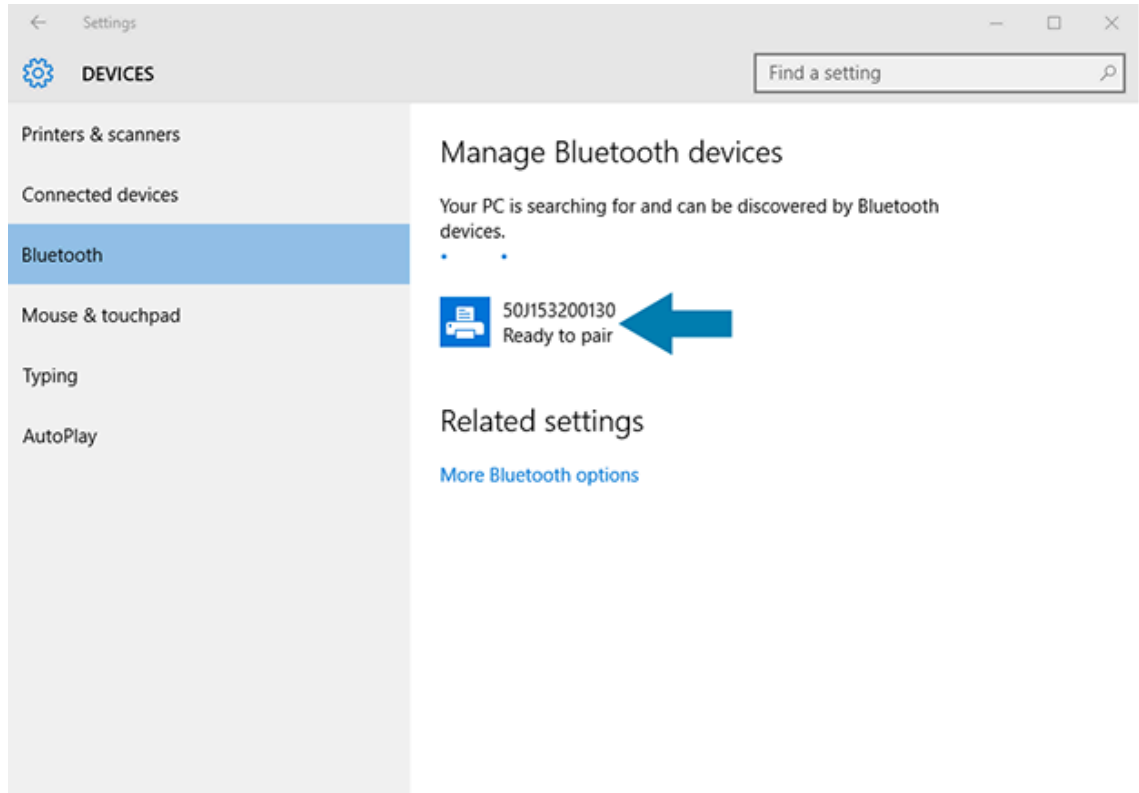 Settings
DEVICES
Find a setting
Printers & scanners
Connected devices
Bluetooth
Mouse & touchpad
Typing
AutoPlay
Manage Bluetooth devices
Your PC is searching for and can be discovered by Bluetooth
devices.
50J153200130
Ready to pair
Related settings
More Bluetooth options